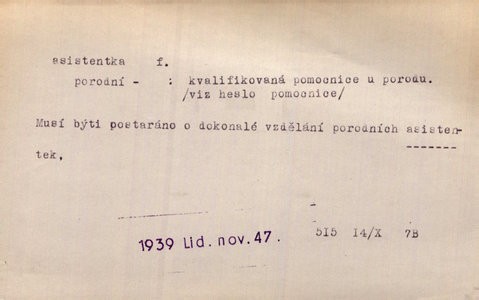 asistentka f.
porodní - : kvalifikovaná pomocnice u porodu.
/viz heslo pomocnice/
Musí býti postaráno o dokonalé vzdělání porodních asisten-
tek,
1939 Lid. nov. 47. 515 14/X 7B